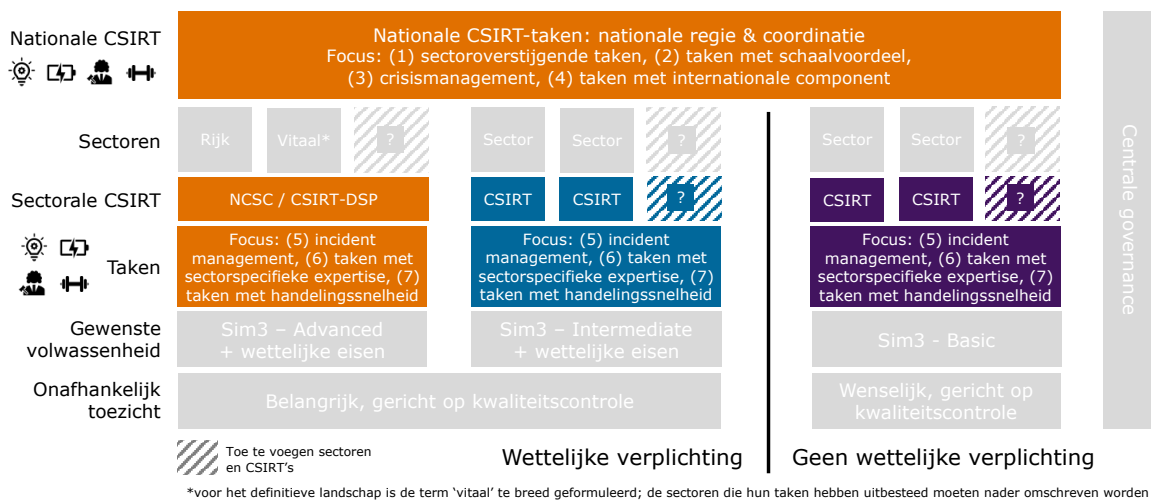 Nationale CSIRT
Nationale CSIRT-taken: nationale regie & coordinatie
Focus: (1) sectoroverstijgende taken, (2) taken met schaalvoordeel,
(3) crisismanagement, (4) taken met internationale component
Sectoren
Rijk
Vitaal*
?
Sector
Sector
?
Sector
Sector
?
Sectorale CSIRT
NCSC / CSIRT-DSP
CSIRT
CSIRT
?
CSIRT
CSIRT
?
Taken
Focus: (5) incident
management, (6) taken met
sectorspecifieke expertise, (7)
taken met handelingssnelheid
Focus: (5) incident
management, (6) taken met
sectorspecifieke expertise, (7)
taken met handelingssnelheid
Focus: (5) incident
management, (6) taken met
sectorspecifieke expertise, (7)
taken met handelingssnelheid
Gewenste
volwassenheid
Sim3 – Advanced
+ wettelijke eisen
Sim3 – Intermediate
+ wettelijke eisen
Sim3 - Basic
Onafhankelijk
toezicht
Belangrijk, gericht op kwaliteitscontrole
Wenselijk, gericht op
kwaliteitscontrole
Centrale governance
Toe te voegen sectoren
en CSIRT's
Wettelijke verplichting
Geen wettelijke verplichting
*voor het definitieve landschap is de term 'vitaal' te breed geformuleerd; de sectoren die hun taken hebben uitbesteed moeten nader omschreven worden